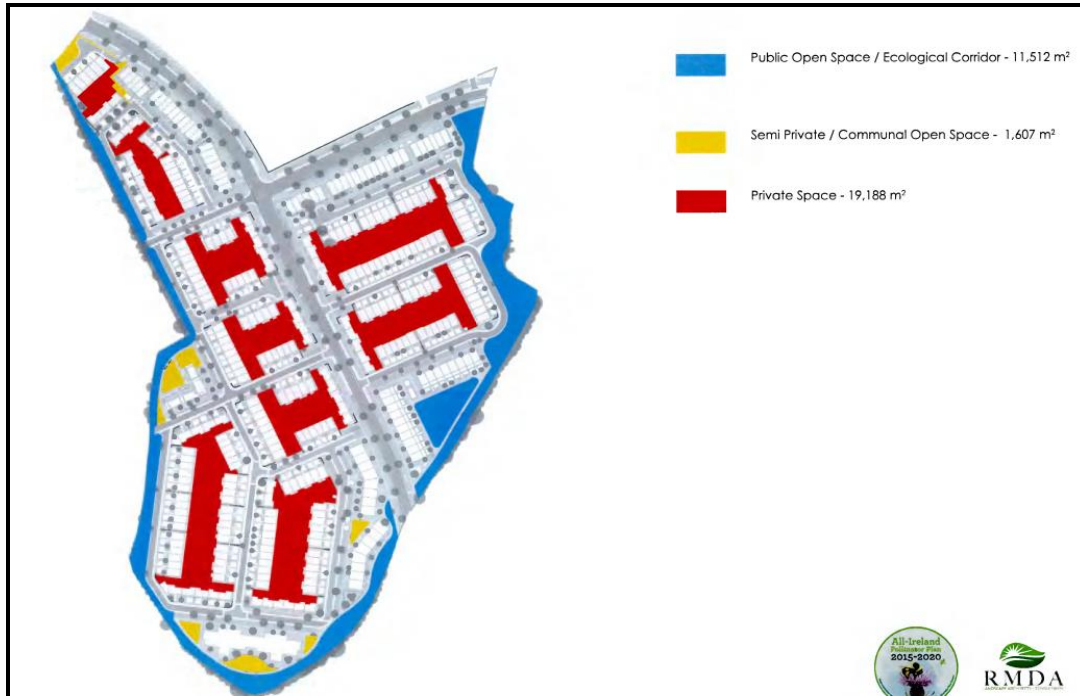 Public Open Space / Ecological Corridor - 11,512 m²
Semi Private / Communal Open Space - 1,607 m²
Private Space - 19,188 m²
All-Ireland
Pollinator Plan
2015-2020
RMDA